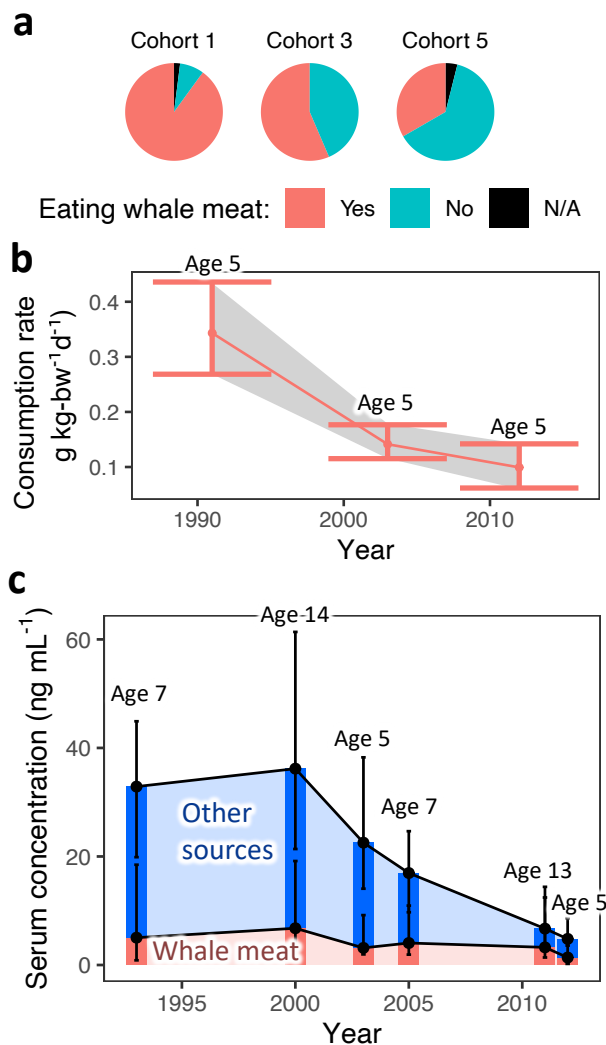 a
Cohort 1 Cohort 3 Cohort 5
Eating whale meat: Yes No N/A
b
Age 5
Age 5
Age 5
Consumption rate
g kg-bw⁻¹d⁻¹
0.4
0.3
0.2
0.1
1990 2000 2010
Year
c
Age 14
Age 7
Age 5
Age 7
Age 13
Age 5
Other
sources
Whale meat
Serum concentration (ng mL⁻¹)
60
40
20
0
1995 2000 2005 2010
Year